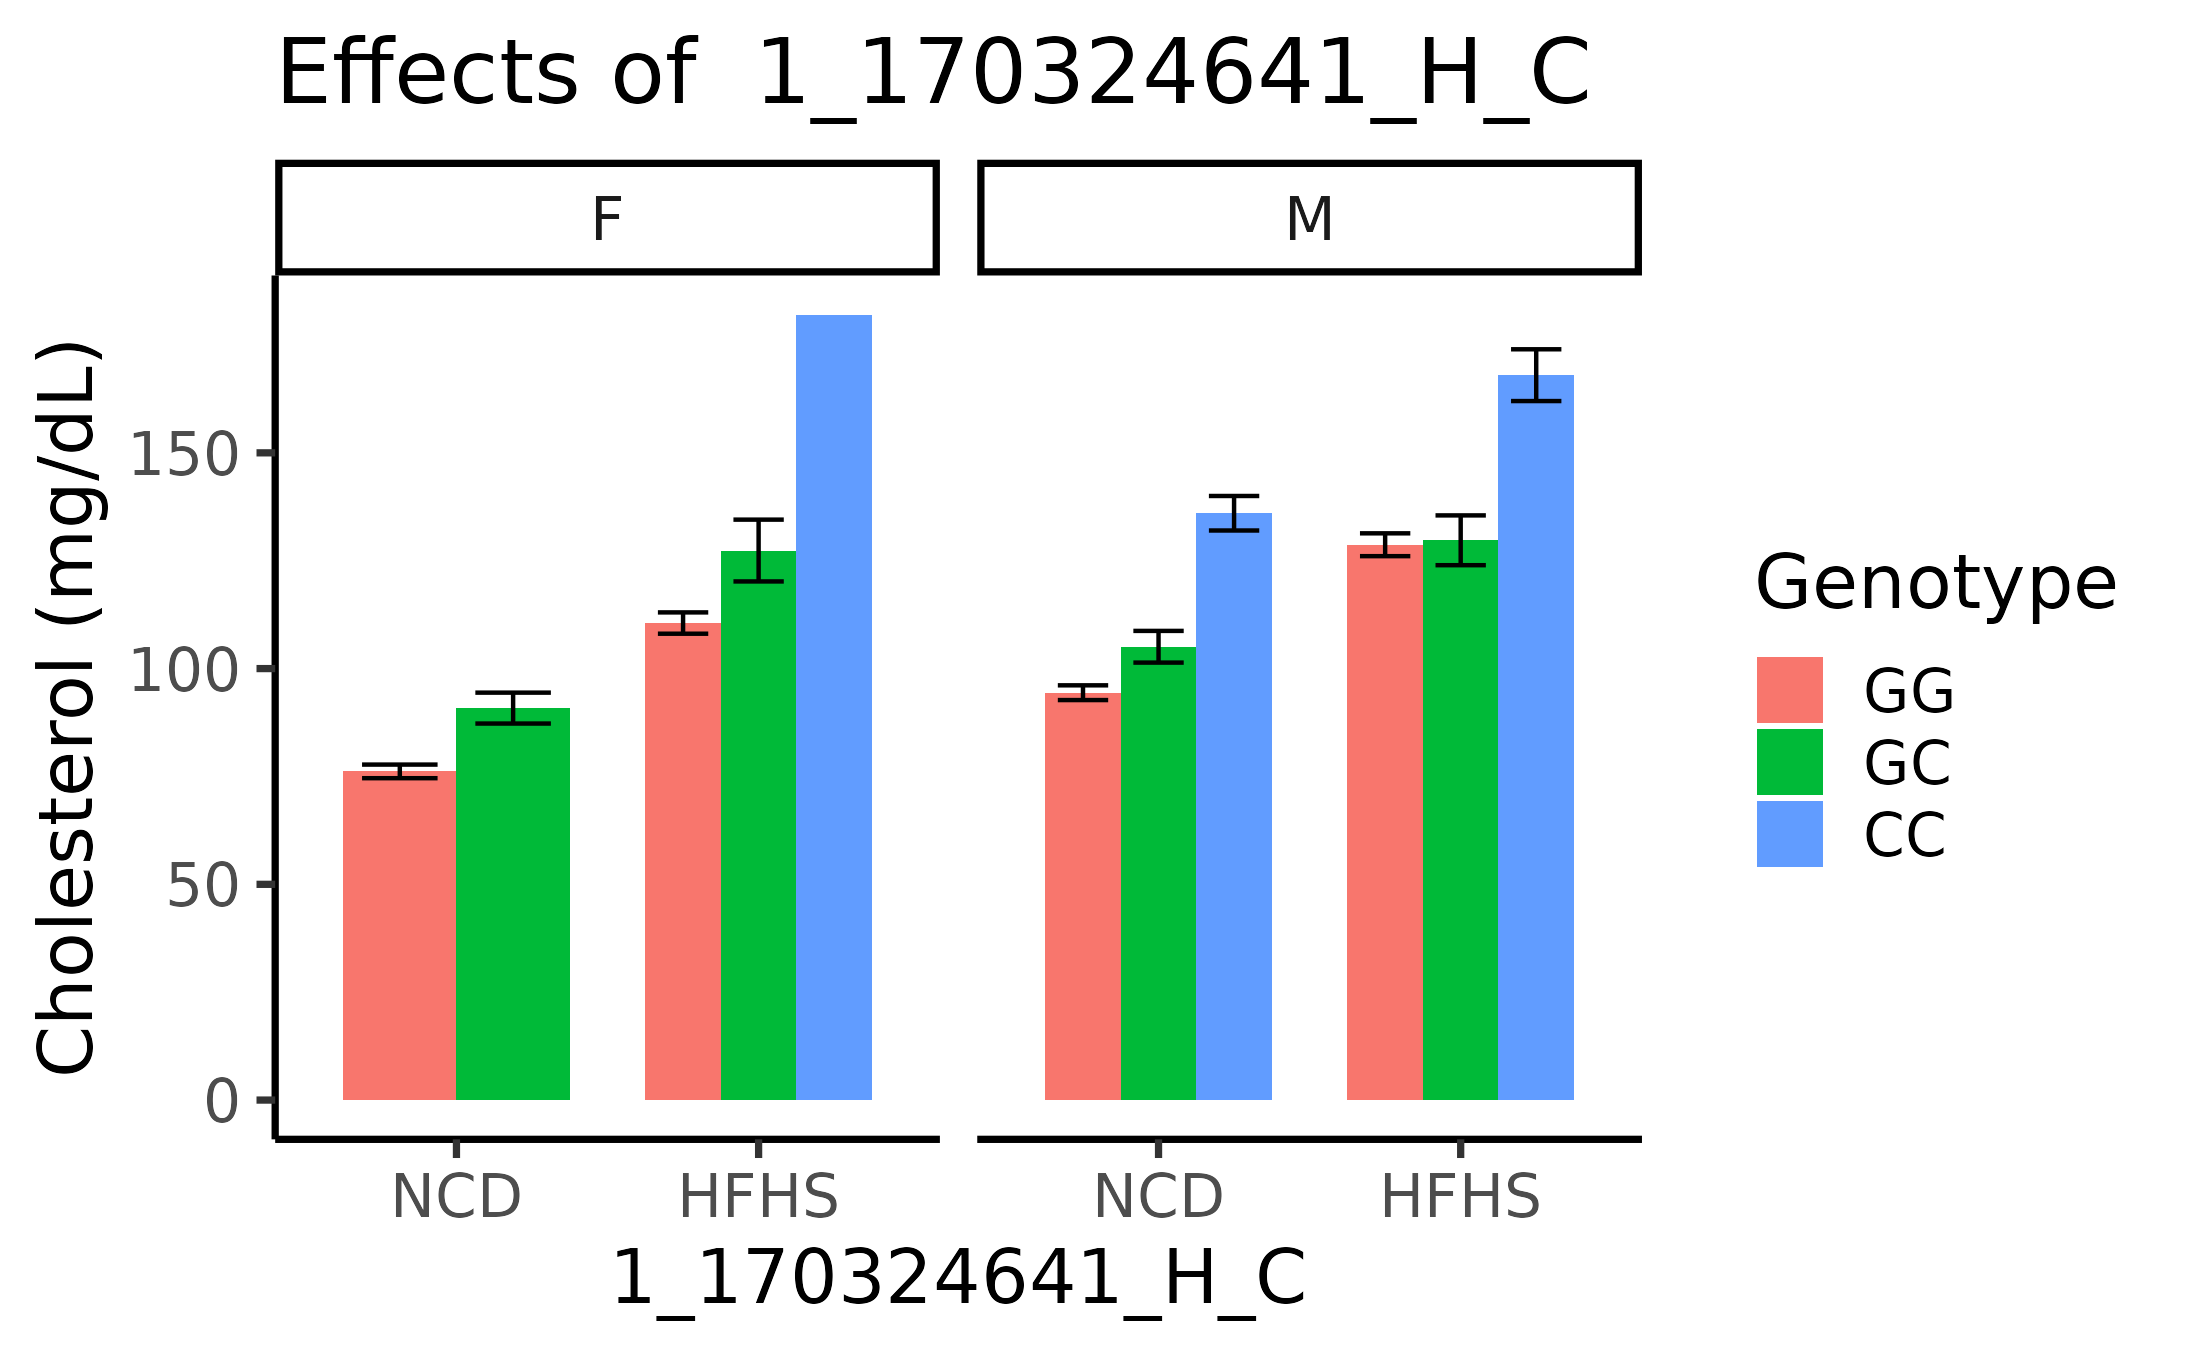 Effects of  1_170324641_H_C
F
M
Cholesterol (mg/dL)
150
100
50
0
NCD
HFHS
NCD
HFHS
1_170324641_H_C
Genotype
GG
GC
CC